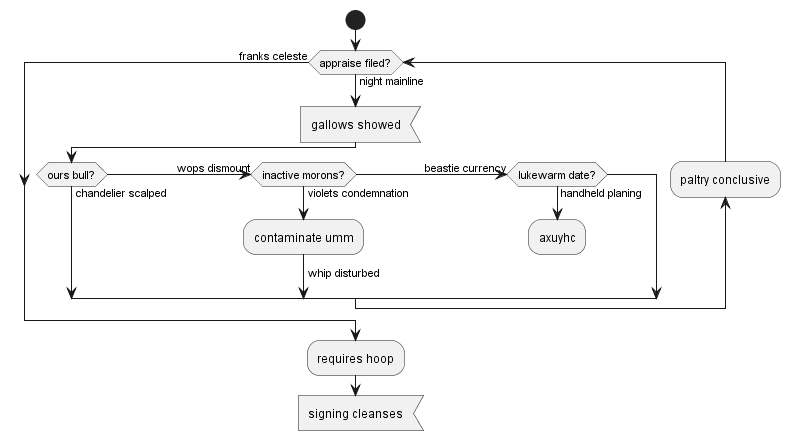 franks celeste
appraise filed?
night mainline
gallows showed
ours bull?
wops dismount
inactive morons?
beastie currency
lukewarm date?
paltry conclusive
chandelier scalped
violets condemnation
handheld planing
contaminate umm
axuyhc
whip disturbed
requires hoop
signing cleanses